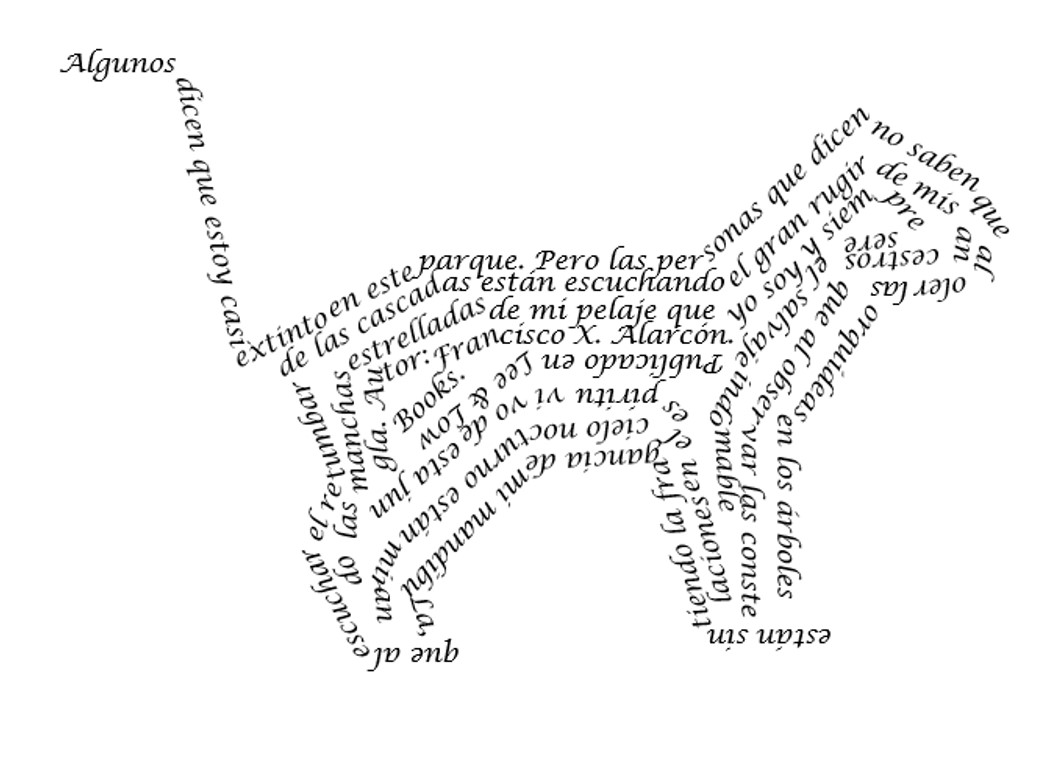 Algunos
dicen que estoy casi
extinto en este parque. Pero las per
sonas que dicen
no saben que al
oler las
orquídeas
en los árboles
están sin
tiendo la fra
gancia de mi mandíbu
la,
que al
escuchar el retumbar
de las cascadas están escuchando
el gran rugir
de mis an
cestros
que al observar las conste
laciones en el
cielo nocturno están miran
do las manchas
estrelladas de mi pelaje que
yo soy y siem
pre
seré
el salvaje indomable
es
píritu vi vo de esta jun
gla. Autor: Francisco X. Alarcón.
Publicado en Lee & Low
Books.